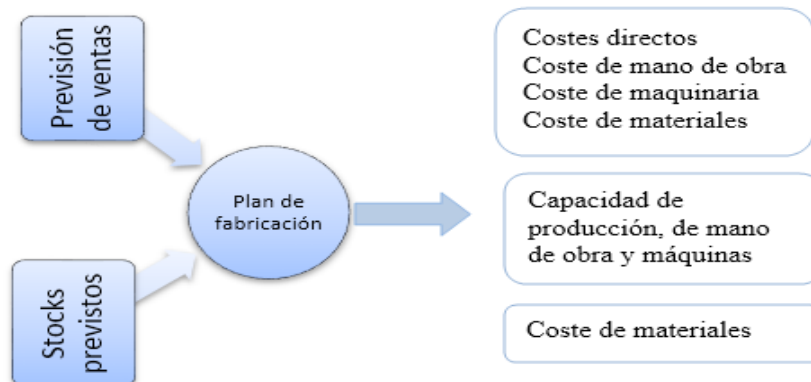 Previsión
de ventas
Stocks
previstos
Plan de
fabricación
Costes directos
Coste de mano de obra
Coste de maquinaria
Coste de materiales
Capacidad de
producción, de mano
de obra y máquinas
Coste de materiales